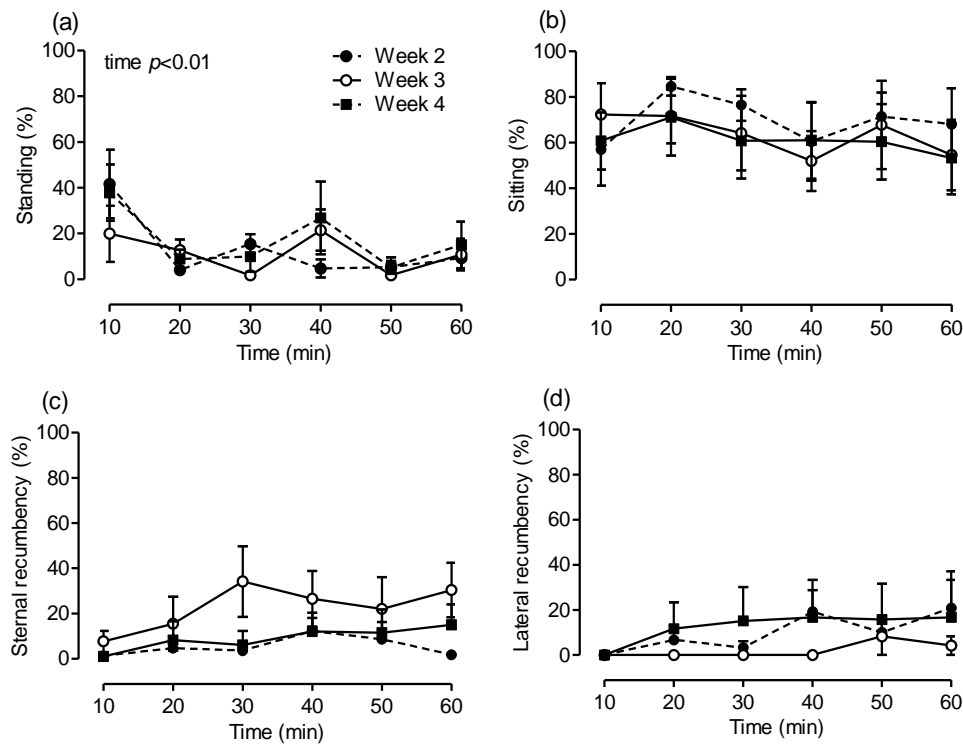 (a)
time p<0.01
Week 2
Week 3
Week 4
100
80
60
40
20
0
Standing (%)
10 20 30 40 50 60
Time (min)
(b)
100
80
60
40
20
0
Sitting (%)
10 20 30 40 50 60
Time (min)
(c)
100
80
60
40
20
0
Sternal recumbency (%)
10 20 30 40 50 60
Time (min)
(d)
100
80
60
40
20
0
Lateral recumbency (%)
10 20 30 40 50 60
Time (min)